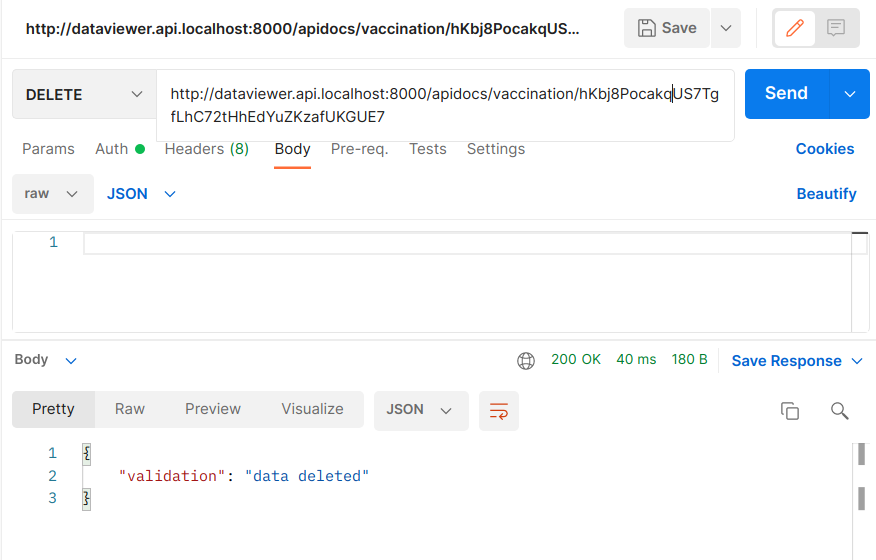 http://dataviewer.api.localhost:8000/apidocs/vaccination/hKbj8PocakqUS... Save
DELETE http://dataviewer.api.localhost:8000/apidocs/vaccination/hKbj8PocakqUS7Tg Send
fLhC72tHhEdYuZKzafUKGUE7
Params Auth Headers (8) Body Pre-req. Tests Settings Cookies
raw JSON Beautify
1
Body 200 OK 40 ms 180 B Save Response
Pretty Raw Preview Visualize JSON
1 {
2 "validation": "data deleted"
3 }